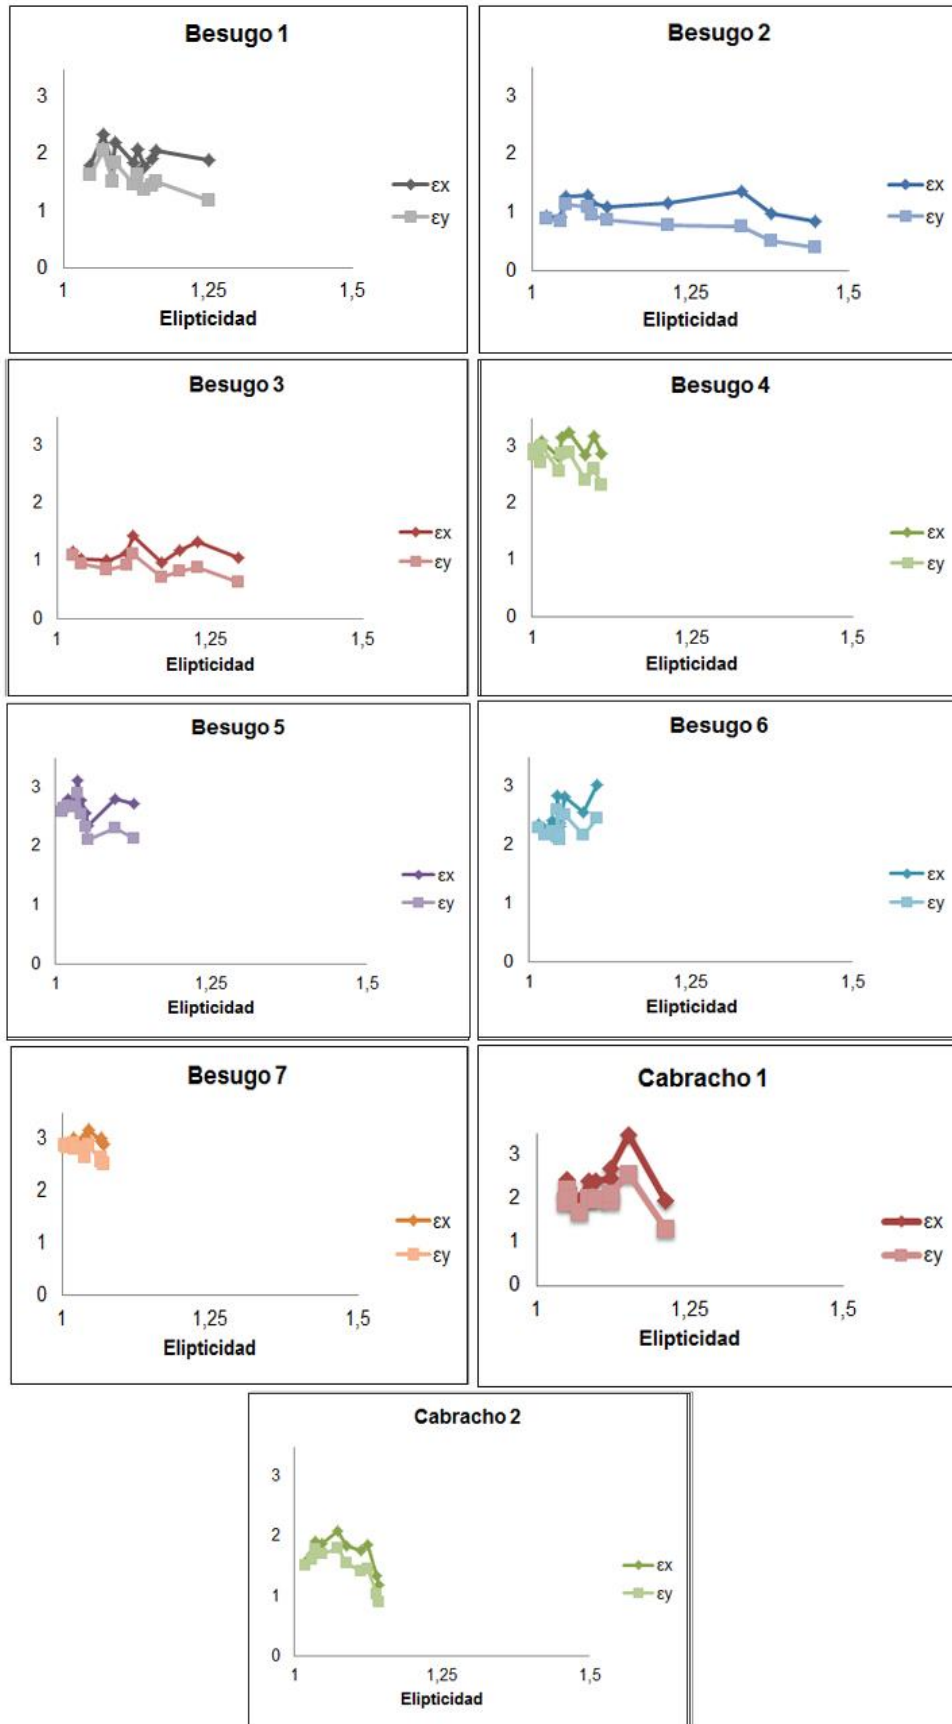 Besugo 1
3
2
1
0
1
1,25
1,5
Elipticidad
εx
εy
Besugo 2
3
2
1
0
1
1,25
1,5
Elipticidad
εx
εy
Besugo 3
3
2
1
0
1
1,25
1,5
Elipticidad
εx
εy
Besugo 4
3
2
1
0
1
1,25
1,5
Elipticidad
εx
εy
Besugo 5
3
2
1
0
1
1,25
1,5
Elipticidad
εx
εy
Besugo 6
3
2
1
0
1
1,25
1,5
Elipticidad
εx
εy
Besugo 7
3
2
1
0
1
1,25
1,5
Elipticidad
εx
εy
Cabracho 1
3
2
1
0
1
1,25
1,5
Elipticidad
εx
εy
Cabracho 2
3
2
1
0
1
1,25
1,5
Elipticidad
εx
εy